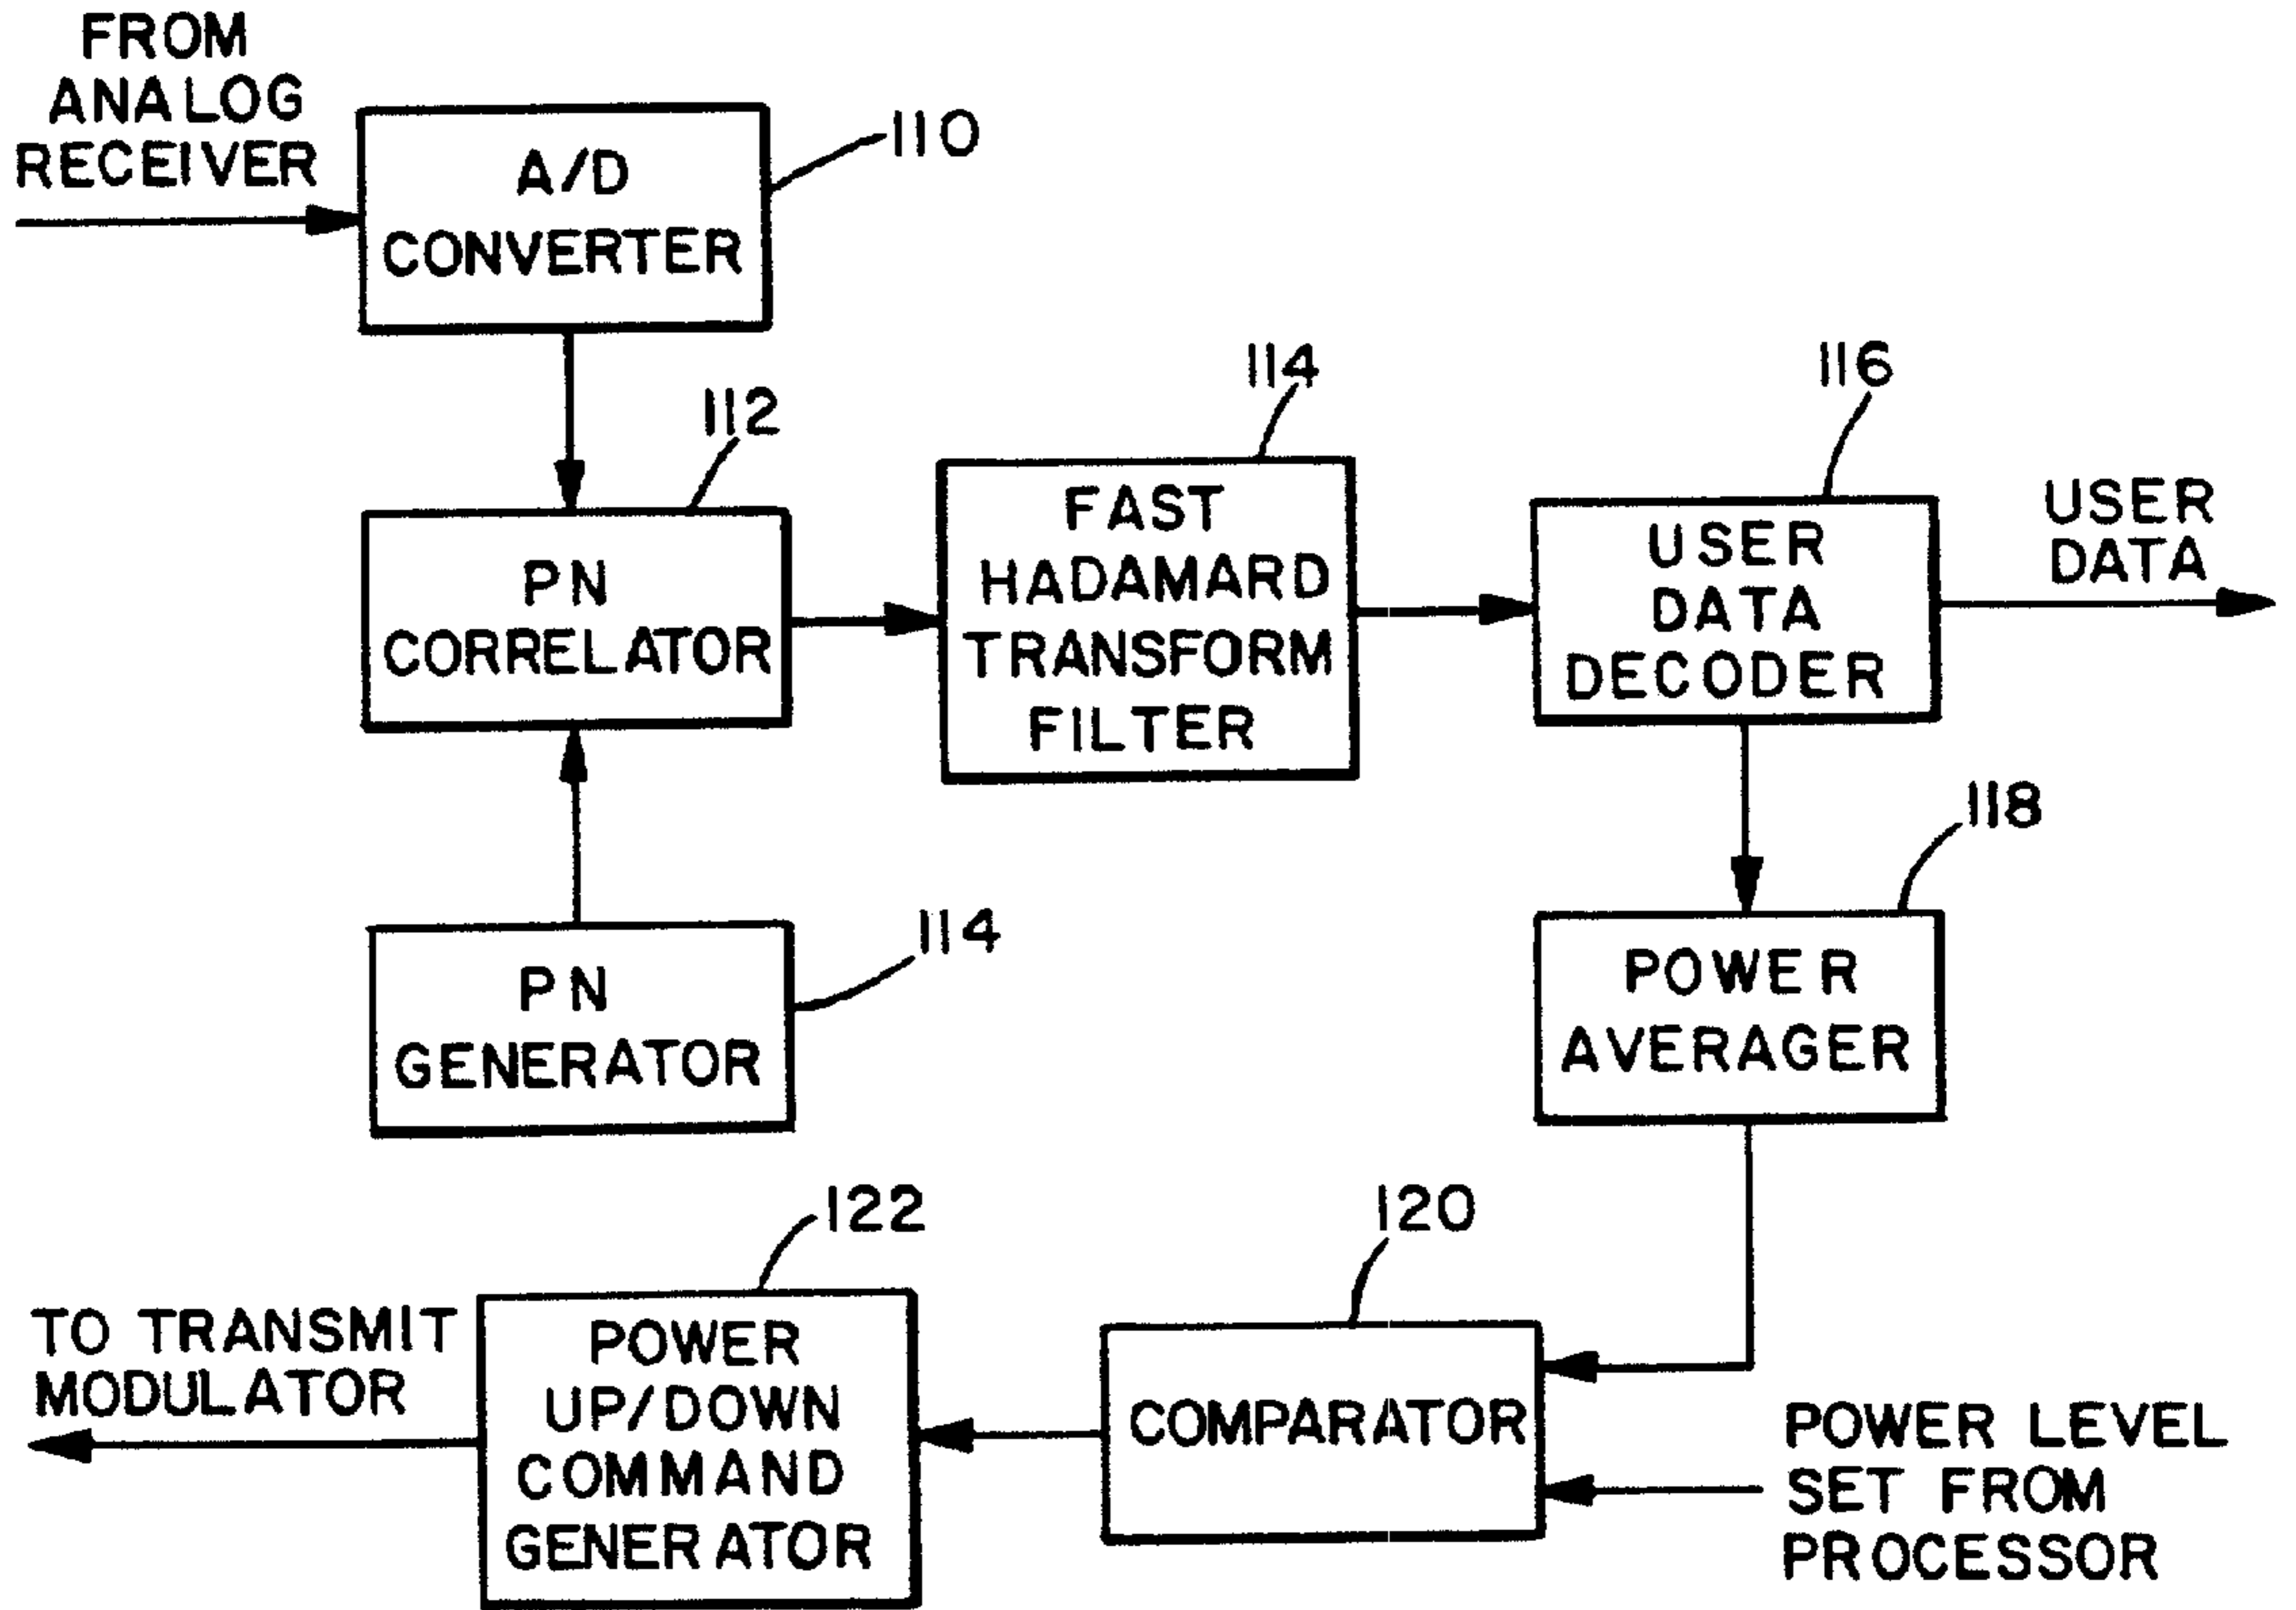 FROM
ANALOG
RECEIVER
A/D
CONVERTER
110
112
PN
CORRELATOR
114
FAST
HADAMARD
TRANSFORM
FILTER
116
USER
DATA
DECODER
USER
DATA
PN
GENERATOR
114
118
POWER
AVERAGER
TO TRANSMIT
MODULATOR
122
POWER
UP/DOWN
COMMAND
GENERATOR
120
COMPARATOR
POWER LEVEL
SET FROM
PROCESSOR